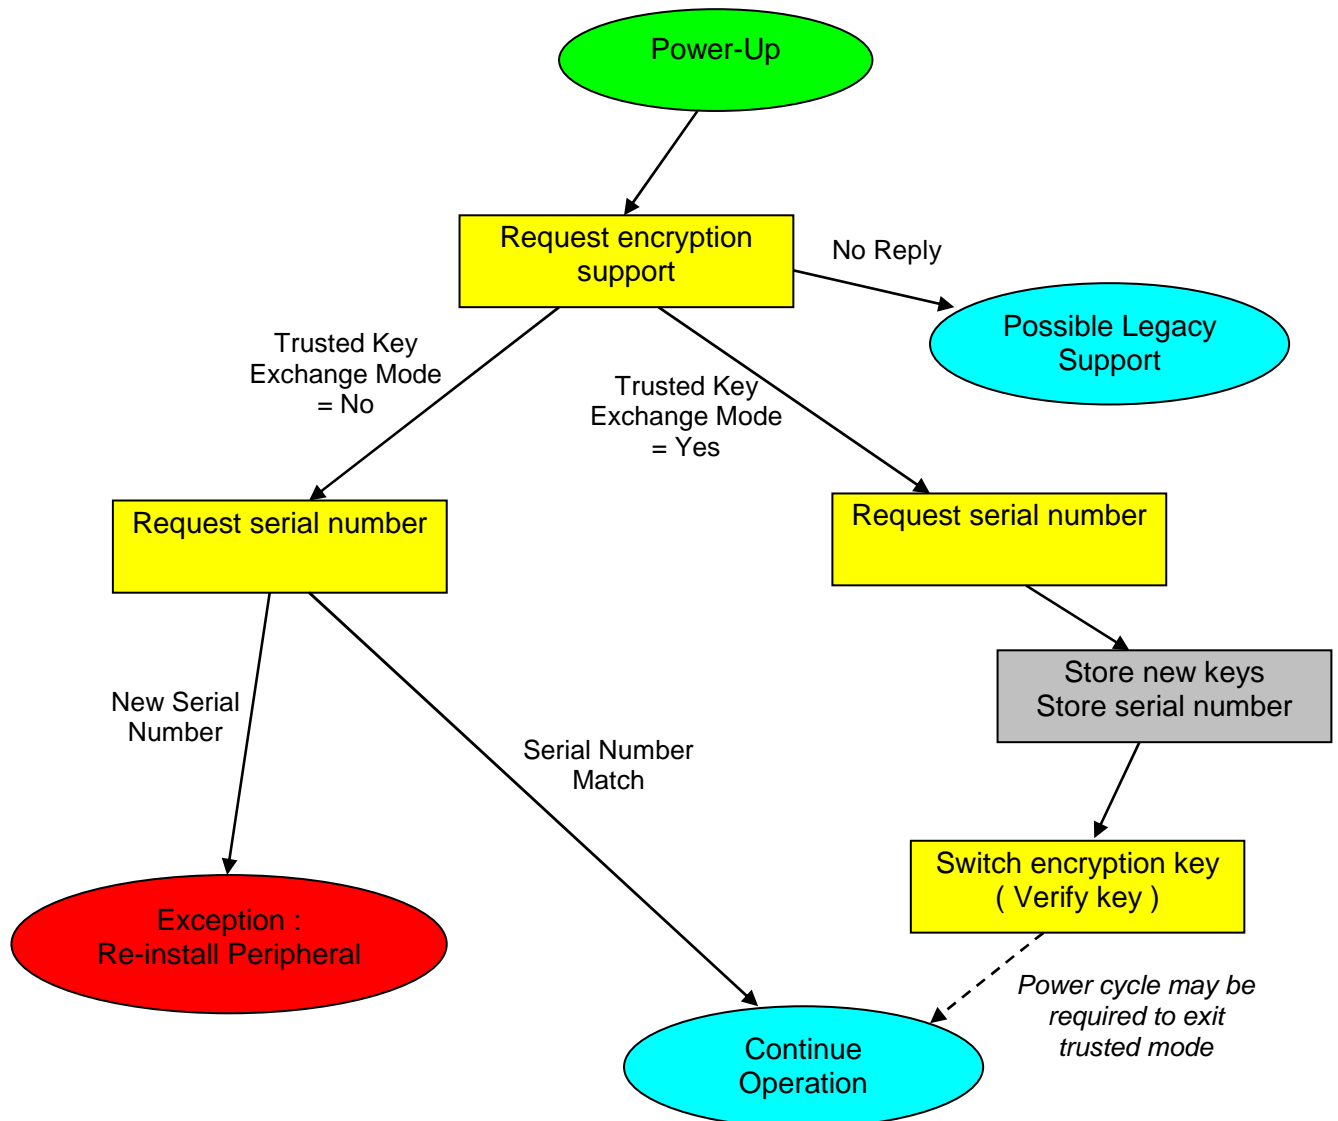 Power-Up
Request encryption
support
No Reply
Possible Legacy
Support
Trusted Key
Exchange Mode
= No
Trusted Key
Exchange Mode
= Yes
Request serial number
Request serial number
Store new keys
Store serial number
New Serial
Number
Serial Number
Match
Switch encryption key
( Verify key )
Exception :
Re-install Peripheral
Power cycle may be
required to exit
trusted mode
Continue
Operation